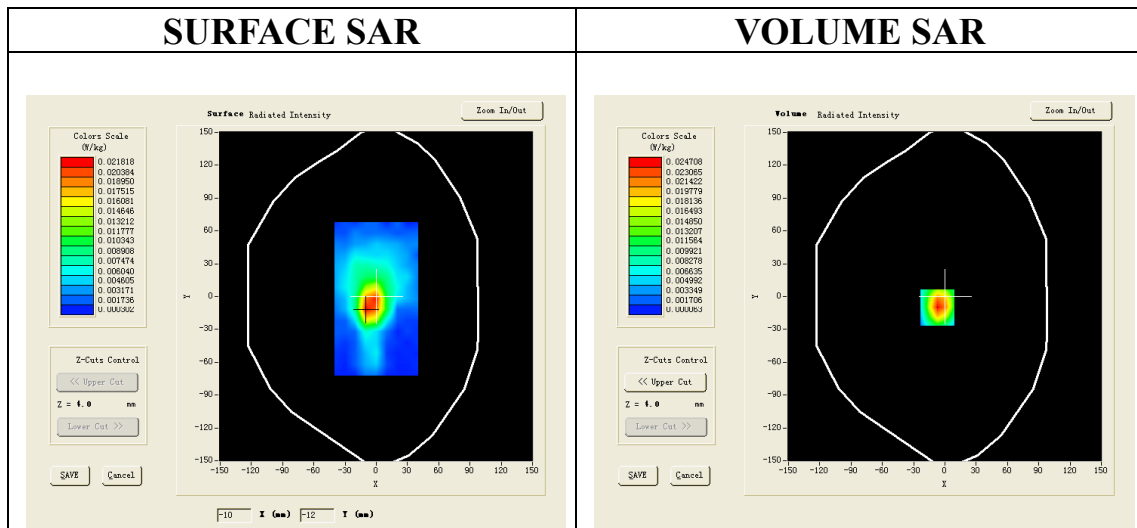 SURFACE SAR
VOLUME SAR
Surface Radiated Intensity
Zoom In/Out
Colors Scale
(W/kg)
0.021818
0.020384
0.018950
0.017515
0.016081
0.014646
0.013212
0.011777
0.010343
0.008908
0.007474
0.006040
0.004605
0.003171
0.001736
0.000302
150
120
90
60
30
0
-30
-60
-90
-120
-150
Y
-150 -120 -90 -60 -30 0 30 60 90 120 150
X
Z-Cuts Control
<< Upper Cut
Z = 4.0 mm
Lower Cut >>
SAVE Cancel
-10 X (mm) -12 Y (mm)
Volume Radiated Intensity
Zoom In/Out
Colors Scale
(W/kg)
0.024708
0.023065
0.021422
0.019779
0.018136
0.016493
0.014850
0.013207
0.011564
0.009921
0.008278
0.006635
0.004992
0.003349
0.001706
0.000063
150
120
90
60
30
0
-30
-60
-90
-120
-150
Y
-150 -120 -90 -60 -30 0 30 60 90 120 150
X
Z-Cuts Control
<< Upper Cut
Z = 4.0 mm
Lower Cut >>
SAVE Cancel